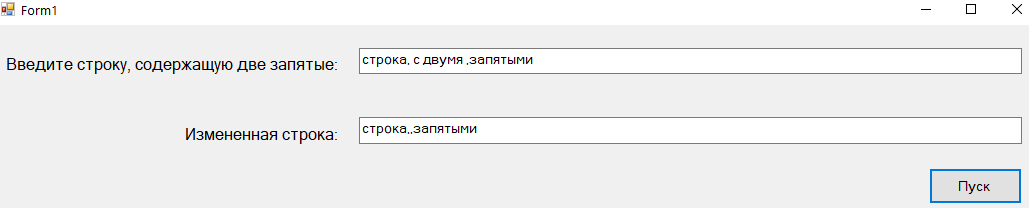 Form1
Введите строку, содержащую две запятые:
строка, с двумя ,запятыми
Измененная строка:
строка,,запятыми
Пуск